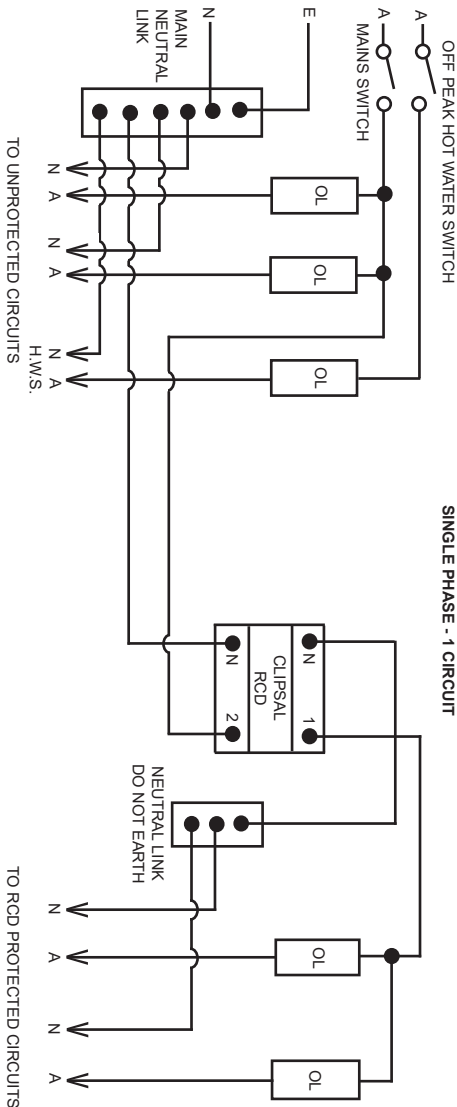 SINGLE PHASE - 1 CIRCUIT
OFF PEAK HOT WATER SWITCH
A
A
MAINS SWITCH
E
N
MAIN
NEUTRAL
LINK
OL
OL
OL
N
A
N
A
N
A
H.W.S.
TO UNPROTECTED CIRCUITS
N
1
CLIPSAL
RCD
N
2
NEUTRAL LINK
DO NOT EARTH
OL
OL
N
A
N
A
TO RCD PROTECTED CIRCUITS